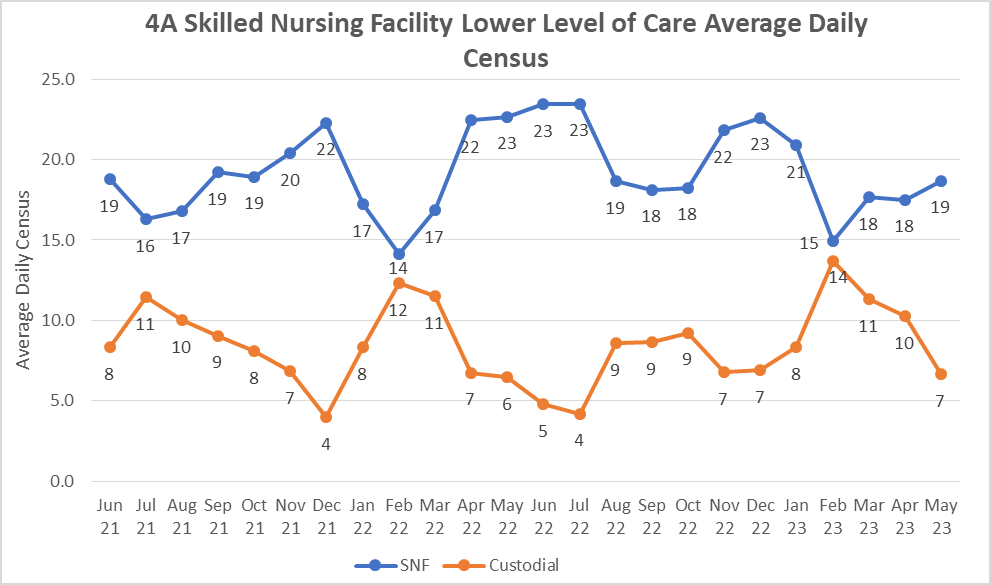 4A Skilled Nursing Facility Lower Level of Care Average Daily
Census
Average Daily Census
25.0
20.0
15.0
10.0
5.0
0.0
19 16 17 19 19 20 22 17 14 17 22 23 23 23 19 18 18 22 23 21 15 18 18 19
8 11 10 9 8 7 4 8 12 11 7 6 5 4 9 9 9 7 7 8 14 11 10 7
Jun Jul Aug Sep Oct Nov Dec Jan Feb Mar Apr May Jun Jul Aug Sep Oct Nov Dec Jan Feb Mar Apr May
21 21 21 21 21 21 21 22 22 22 22 22 22 22 22 22 22 22 22 23 23 23 23 23
SNF Custodial